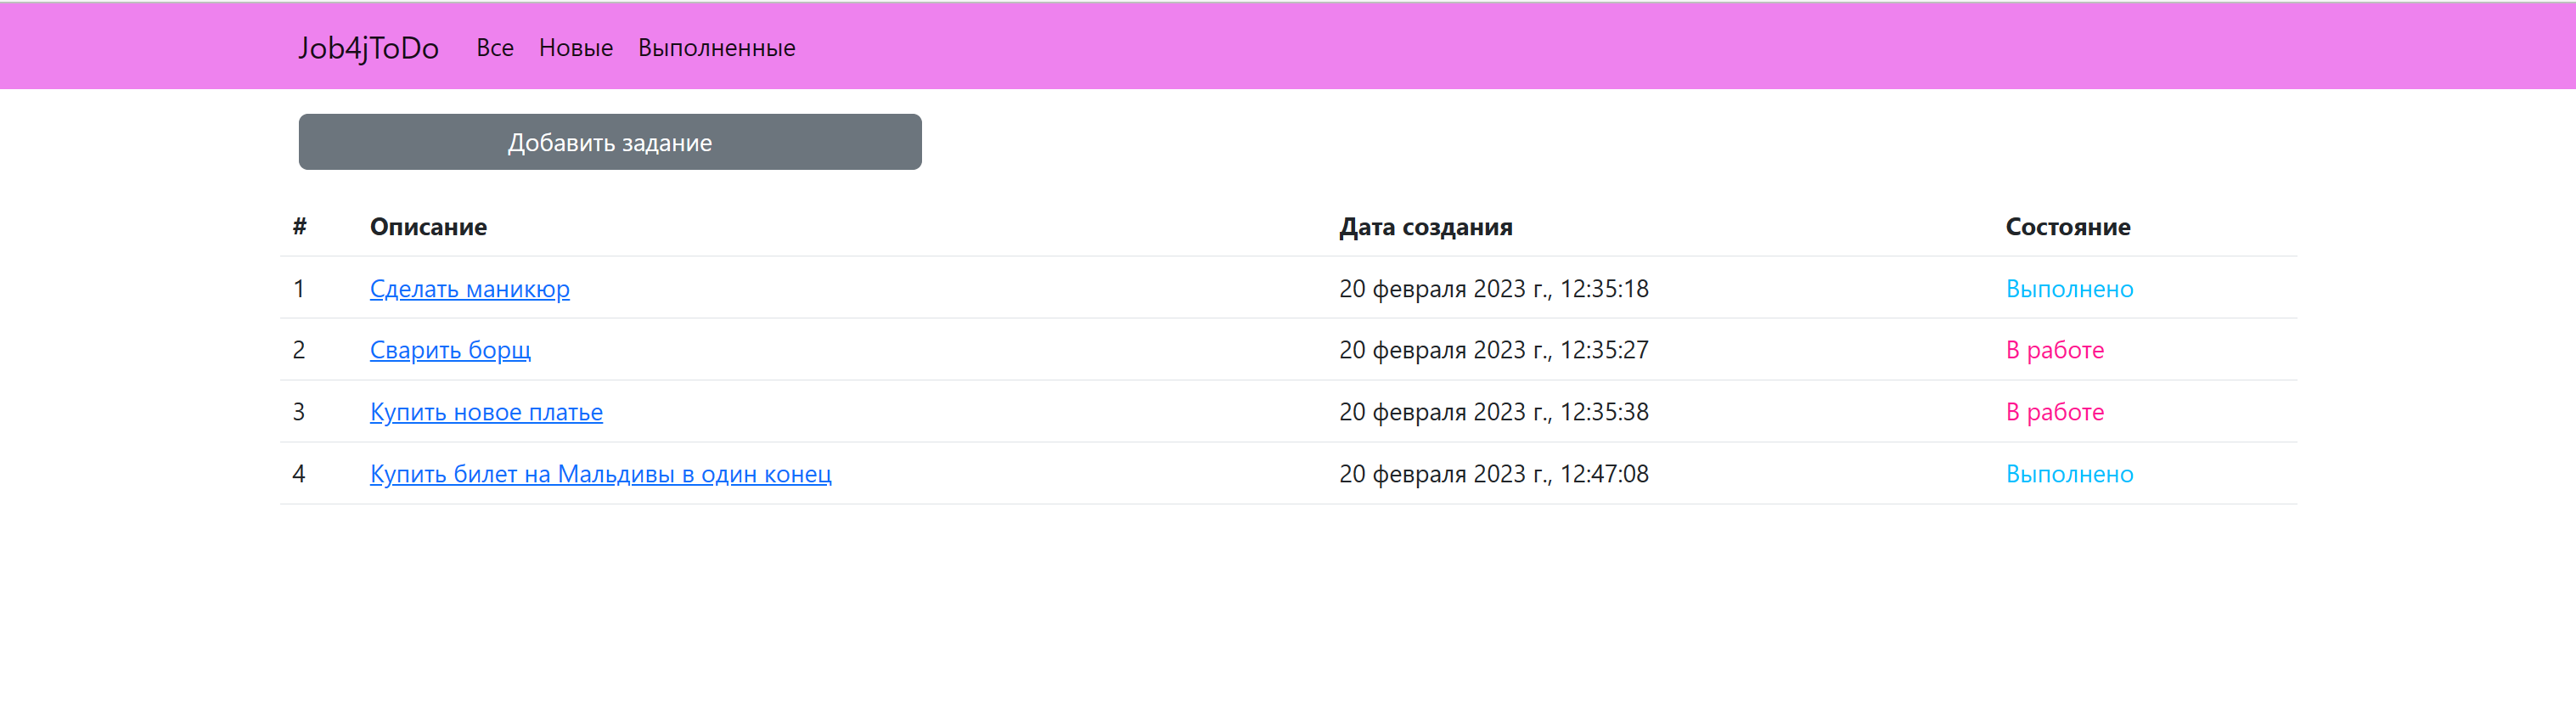 Job4jToDo Все Новые Выполненные
Добавить задание
# Описание Дата создания Состояние
1 Сделать маникюр 20 февраля 2023 г., 12:35:18 Выполнено
2 Сварить борщ 20 февраля 2023 г., 12:35:27 В работе
3 Купить новое платье 20 февраля 2023 г., 12:35:38 В работе
4 Купить билет на Мальдивы в один конец 20 февраля 2023 г., 12:47:08 Выполнено